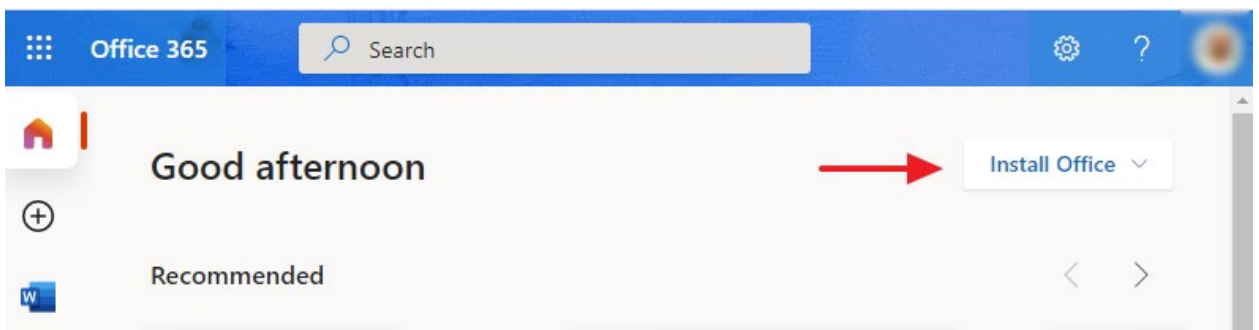 Office 365
Search
?
Good afternoon
Install Office
Recommended
W